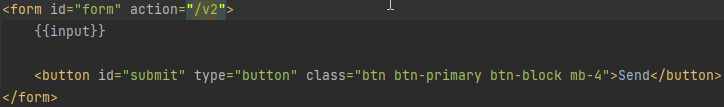 <form id="form" action="/v2">
{{input}}
<button id="submit" type="button" class="btn btn-primary btn-block mb-4">Send</button>
</form>